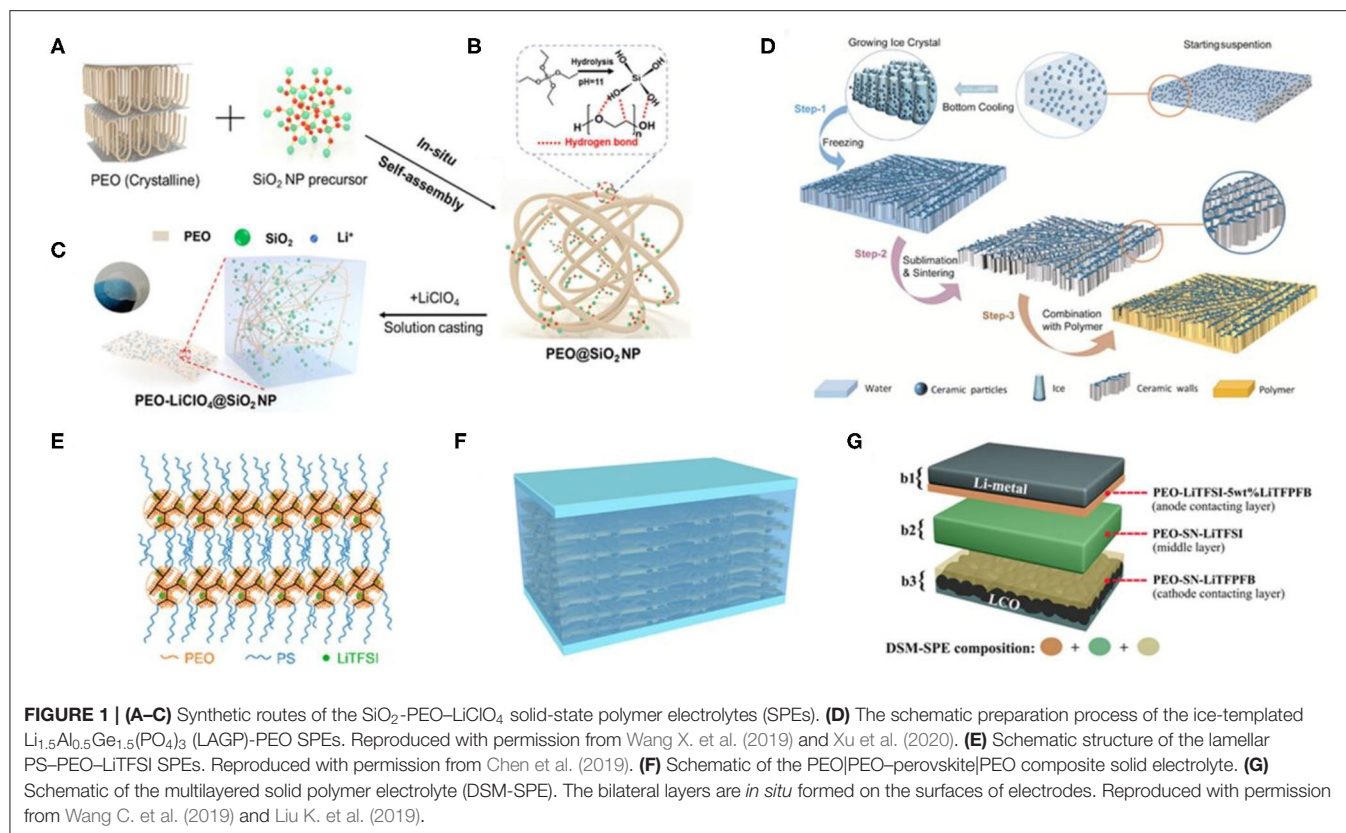 A
PEO (Crystalline)
+
SiO₂ NP precursor
In-situ
Self-assembly
B
Hydrolysis
pH=11
HO
OH
Si
HO
OH
H
O
n
OH
Hydrogen bond
PEO@SiO₂NP
C
PEO
SiO₂
Li⁺
+LiClO₄
Solution casting
PEO-LiClO₄@SiO₂NP
D
Growing Ice Crystal
Starting suspension
Bottom Cooling
Step-1
Freezing
Step-2
Sublimation
& Sintering
Step-3
Combination
with Polymer
Water
Ceramic particles
Ice
Ceramic walls
Polymer
E
PEO
PS
LiTFSI
F
G
b1{
Li-metal
PEO-LiTFSI-5wt%LiTFPFB
(anode contacting layer)
b2{
PEO-SN-LiTFSI
(middle layer)
b3{
PEO-SN-LiTFPFB
(cathode contacting layer)
LCO
DSM-SPE composition: + +
FIGURE 1 | (A–C) Synthetic routes of the SiO₂-PEO–LiClO₄ solid-state polymer electrolytes (SPEs). (D) The schematic preparation process of the ice-templated
Li₁.₅Al₀.₅Ge₁.₅(PO₄)₃ (LAGP)-PEO SPEs. Reproduced with permission from Wang X. et al. (2019) and Xu et al. (2020). (E) Schematic structure of the lamellar
PS–PEO–LiTFSI SPEs. Reproduced with permission from Chen et al. (2019). (F) Schematic of the PEO|PEO–perovskite|PEO composite solid electrolyte. (G)
Schematic of the multilayered solid polymer electrolyte (DSM-SPE). The bilateral layers are in situ formed on the surfaces of electrodes. Reproduced with permission
from Wang C. et al. (2019) and Liu K. et al. (2019).